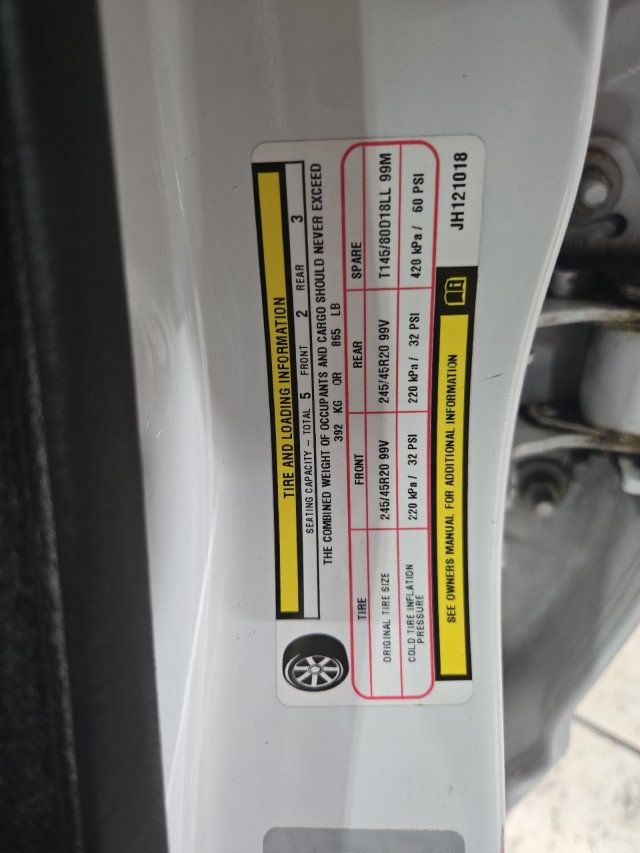 TIRE AND LOADING INFORMATION
SEATING CAPACITY – TOTAL 5 FRONT 2 REAR 3
THE COMBINED WEIGHT OF OCCUPANTS AND CARGO SHOULD NEVER EXCEED
392 KG OR 865 LB
TIRE FRONT REAR SPARE
ORIGINAL TIRE SIZE 245/45R20 99V 245/45R20 99V T145/80D18LL 99M
COLD TIRE INFLATION PRESSURE 220 kPa / 32 PSI 220 kPa / 32 PSI 420 kPa / 60 PSI
SEE OWNERS MANUAL FOR ADDITIONAL INFORMATION
JH121018